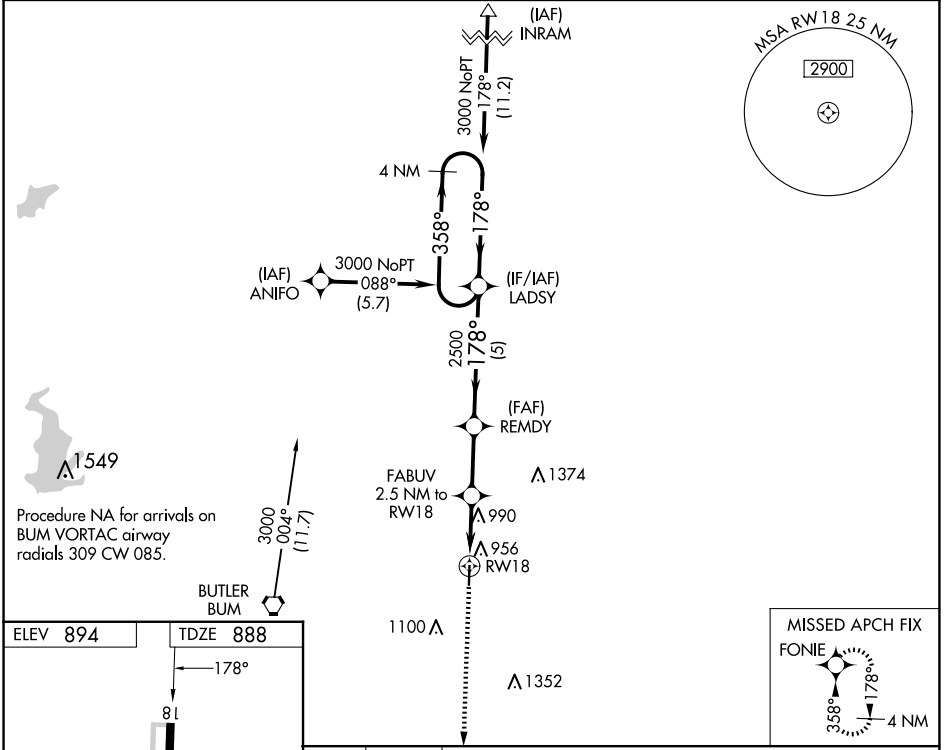 (IAF)
INRAM
MSA RW18 25 NM
2900
3000 NoPT
178°
(11.2)
4 NM
358°
178°
(IAF)
ANIFO
3000 NoPT
088°
(5.7)
(IF/IAF)
LADSY
2500
178°
(5)
(FAF)
REMDY
1549
FABUV
2.5 NM to
RW18
1374
990
Procedure NA for arrivals on
BUM VORTAC airway
radials 309 CW 085.
3000
004°
(11.7)
956
RW18
BUTLER
BUM
1100
1352
ELEV 894
TDZE 888
178°
18
MISSED APCH FIX
FONIE
358°
178°
4 NM